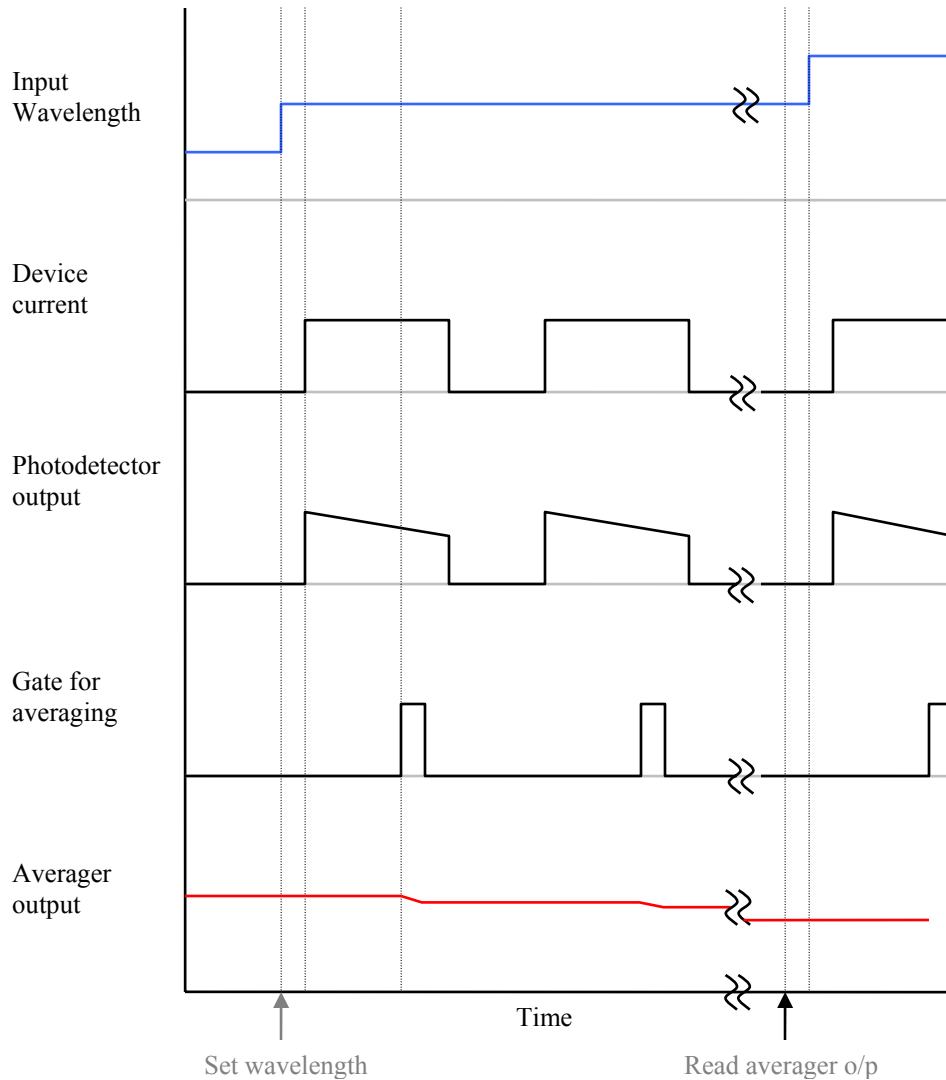 Input
Wavelength
Device
current
Photodetector
output
Gate for
averaging
Averager
output
Time
Set wavelength
Read averager o/p